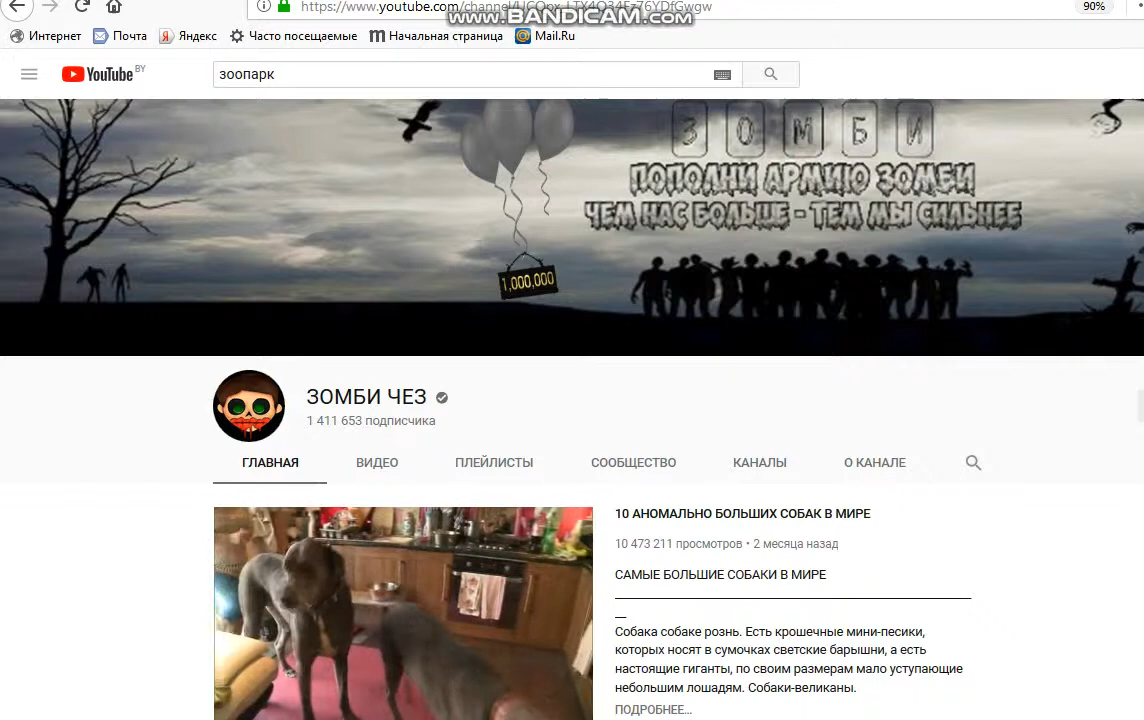 www.BANDICAM.com
https://www.youtube.com/channel/
90%
Интернет Почта Яндекс Часто посещаемые Начальная страница Mail.Ru
YouTube BY
зоопарк
ЗОМБИ
ПОПОЛНИ АРМИЮ ЗОМБИ
ЧЕМ НАС БОЛЬШЕ - ТЕМ МЫ СИЛЬНЕЕ
1,000,000
ЗОМБИ ЧЕЗ
1 411 653 подписчика
ГЛАВНАЯ ВИДЕО ПЛЕЙЛИСТЫ СООБЩЕСТВО КАНАЛЫ О КАНАЛЕ
10 АНОМАЛЬНО БОЛЬШИХ СОБАК В МИРЕ
10 473 211 просмотров • 2 месяца назад
САМЫЕ БОЛЬШИЕ СОБАКИ В МИРЕ
Собака собаке рознь. Есть крошечные мини-песики,
которых носят в сумочках светские барышни, а есть
настоящие гиганты, по своим размерам мало уступающие
небольшим лошадям. Собаки-великаны.
ПОДРОБНЕЕ...